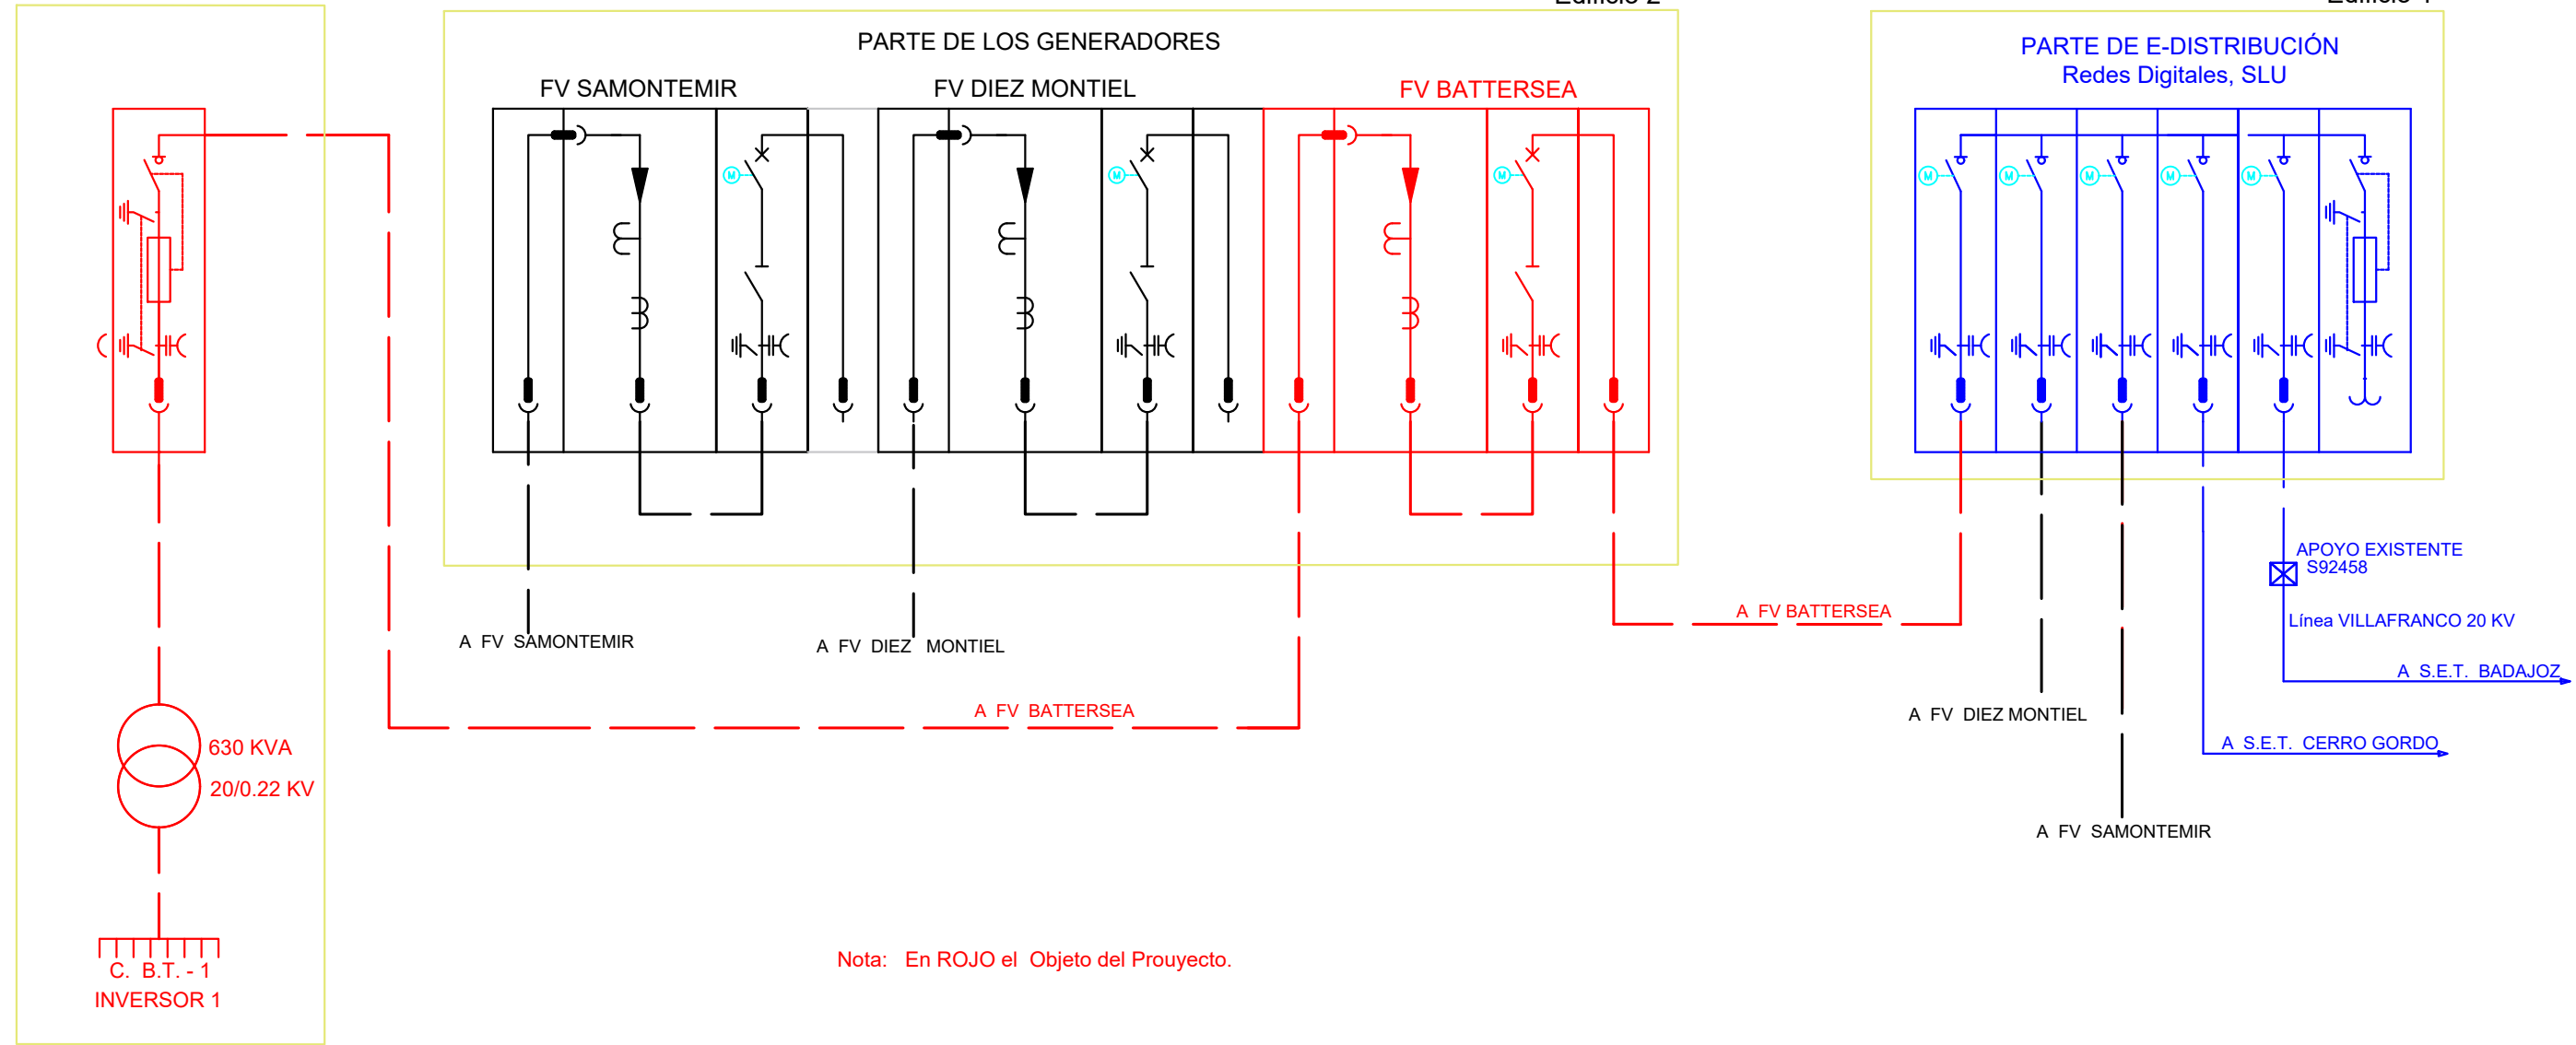 PARTE DE LOS GENERADORES
FV SAMONTEMIR
FV DIEZ MONTIEL
FV BATTERSEA
M
M
M
PARTE DE E-DISTRIBUCIÓN
Redes Digitales, SLU
M
M
M
M
M
APOYO EXISTENTE
S92458
Línea VILLAFRANCO 20 KV
A S.E.T. BADAJOZ
A FV BATTERSEA
A FV SAMONTEMIR
A FV DIEZ MONTIEL
A FV BATTERSEA
A FV DIEZ MONTIEL
A S.E.T. CERRO GORDO
A FV SAMONTEMIR
630 KVA
20/0.22 KV
C. B.T. - 1
INVERSOR 1
Nota: En ROJO el Objeto del Prouyecto.